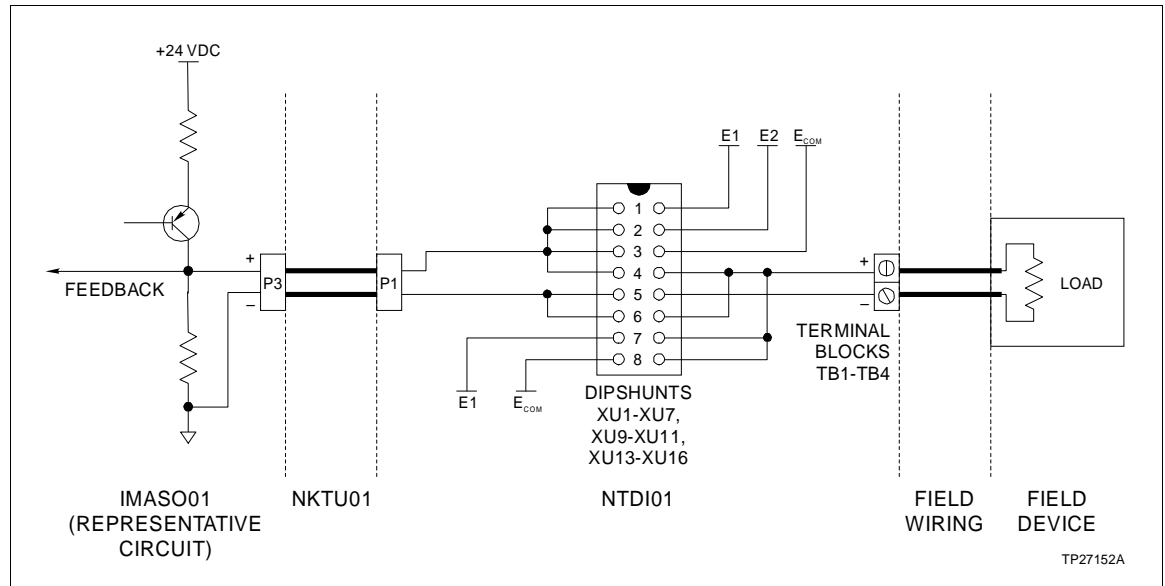 +24 VDC
E1 E2 ECOM
+
FEEDBACK
–
P3
P1
1
2
3
4
5
6
7
8
+
–
LOAD
TERMINAL
BLOCKS
TB1-TB4
E1 ECOM
DIPSHUNTS
XU1-XU7,
XU9-XU11,
XU13-XU16
IMASO01
(REPRESENTATIVE
CIRCUIT)
NKTU01
NTDI01
FIELD
WIRING
FIELD
DEVICE
TP27152A